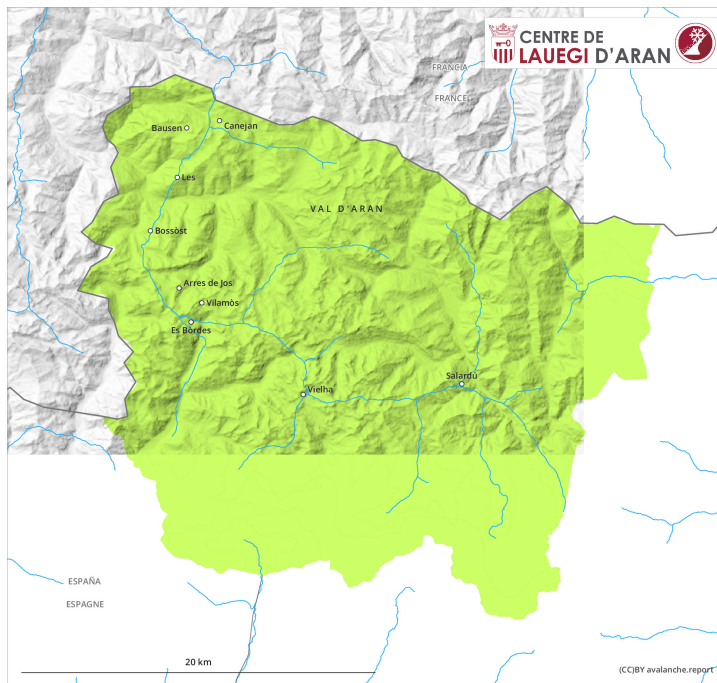 CENTRE DE
LAUEGI D'ARAN
FRANCIA
FRANCE
Bausen
Canejan
Les
VAL D'ARAN
Bossòst
Arres de Jos
Vilamòs
Es Bòrdes
Vielha
Salardú
ESPAÑA
ESPAGNE
20 km
(CC)BY avalanche.report